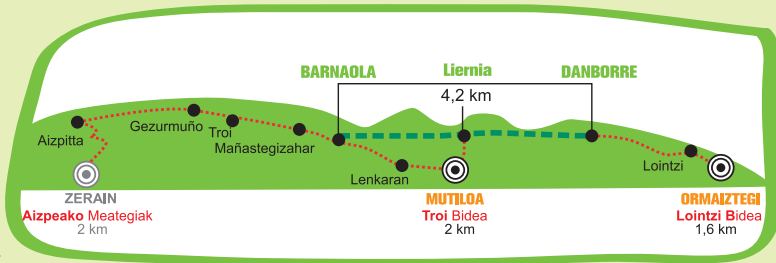 BARNAOLA Liernia DANBORRE
4,2 km
Gezurmuño
Troi
Aizpitta
Mañastegizahar
Lointzi
Lenkaran
ZERAIN
Aizpeako Meategiak
2 km
MUTILOA
Troi Bidea
2 km
ORMAIZTEGI
Lointzi Bidea
1,6 km